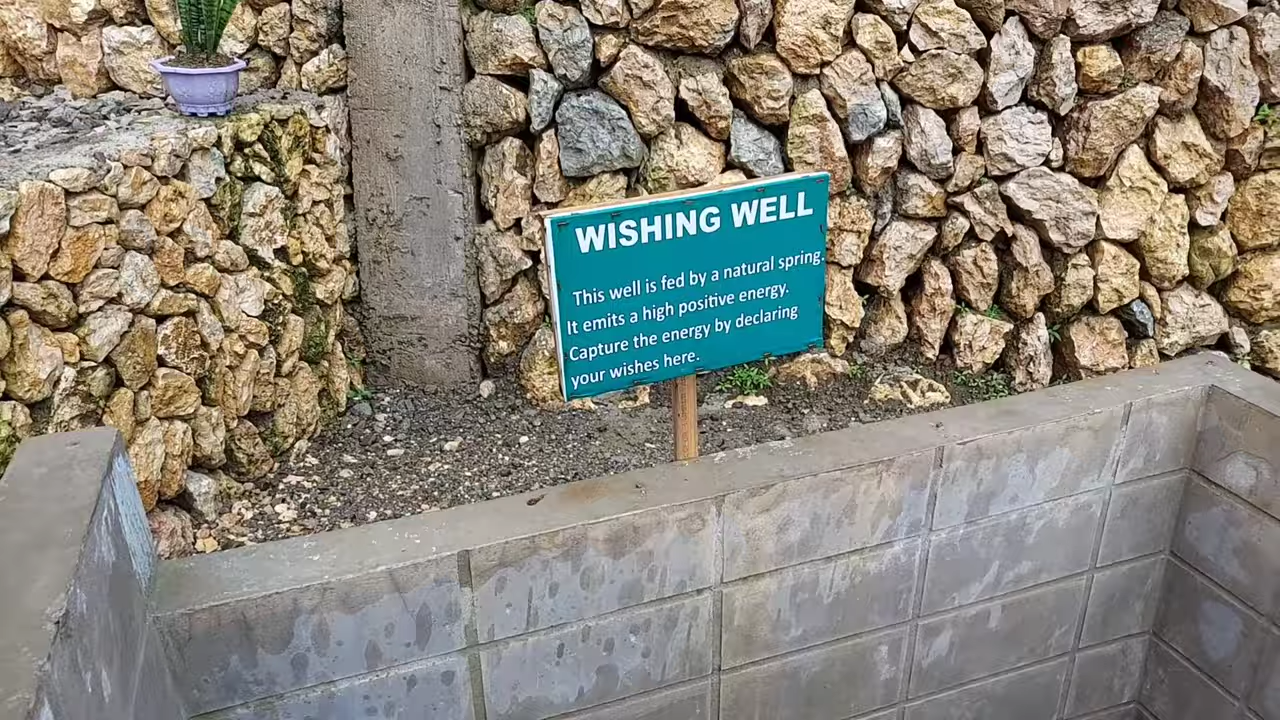 WISHING WELL
This well is fed by a natural spring.
It emits a high positive energy.
Capture the energy by declaring
your wishes here.